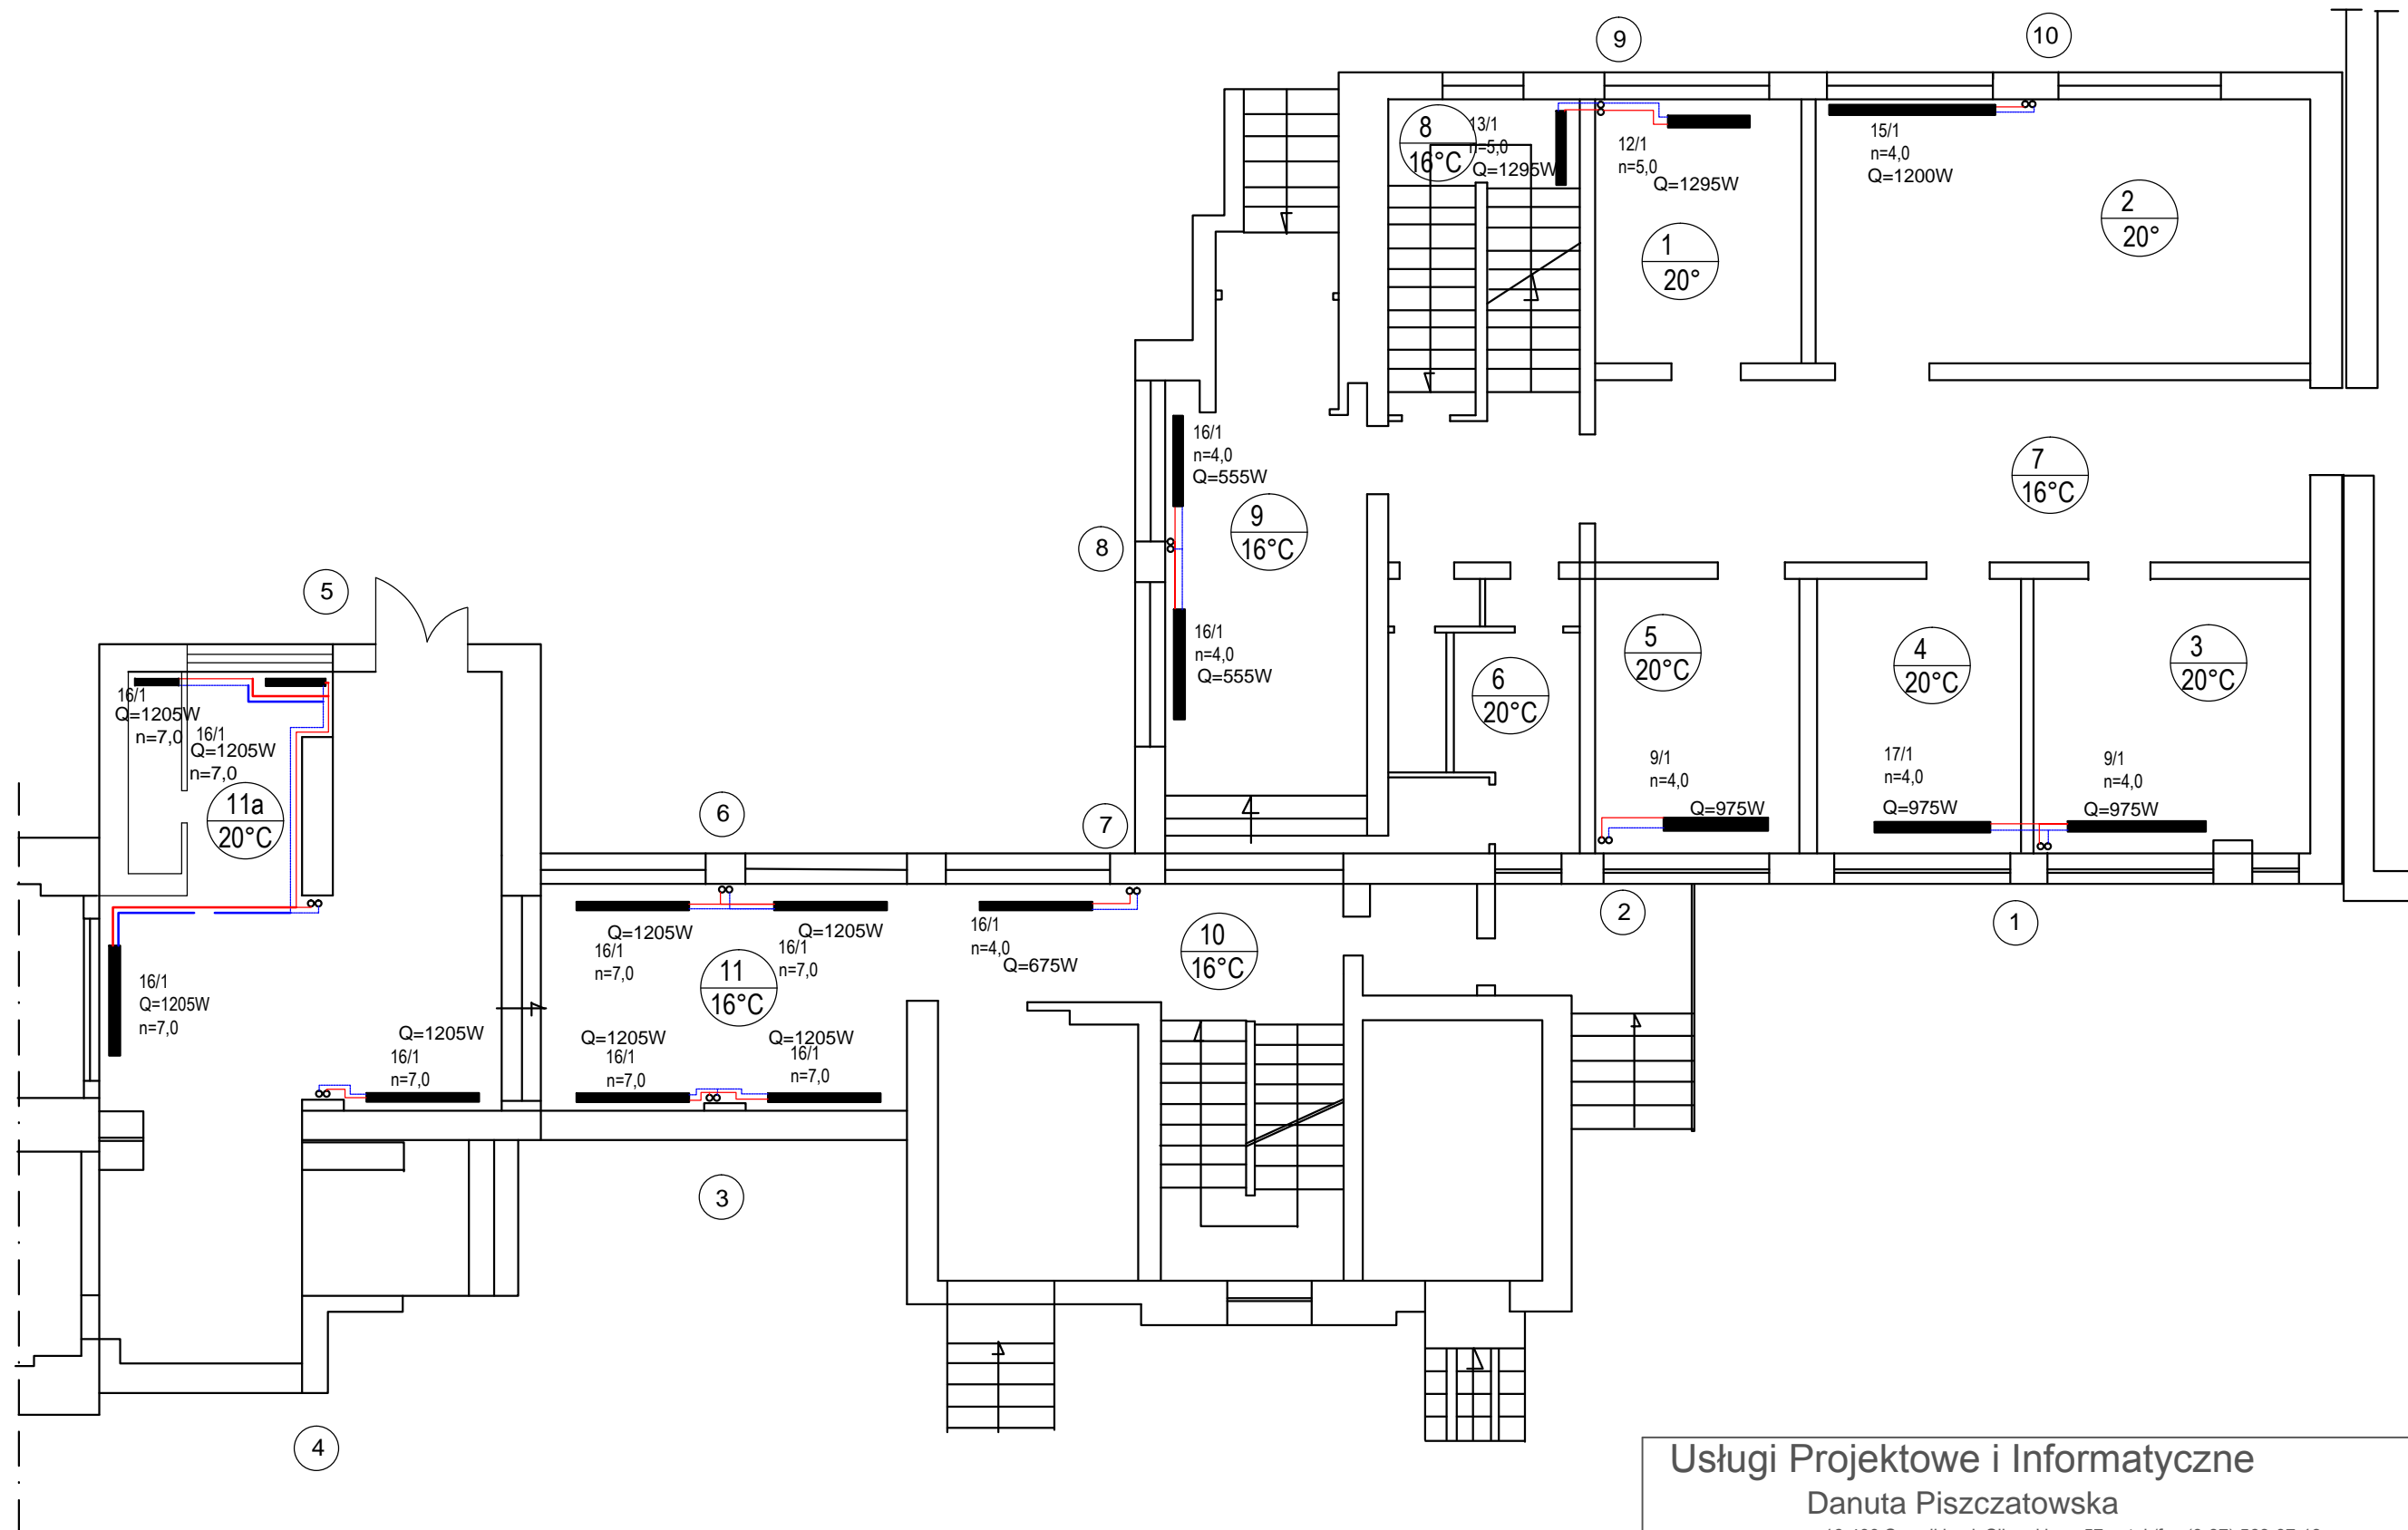 9
10
8
16°C
13/1
n=5,0
Q=1295W
12/1
n=5,0
Q=1295W
15/1
n=4,0
Q=1200W
2
20°
1
20°
16/1
n=4,0
Q=555W
7
16°C
9
16°C
8
5
16/1
n=4,0
Q=555W
5
20°C
4
20°C
3
20°C
6
20°C
16/1
Q=1205W
n=7,0
16/1
Q=1205W
n=7,0
11a
20°C
9/1
n=4,0
Q=975W
17/1
n=4,0
Q=975W
9/1
n=4,0
Q=975W
6
7
2
1
Q=1205W
16/1
n=7,0
Q=1205W
16/1
n=7,0
16/1
n=4,0
Q=675W
10
16°C
11
16°C
16/1
Q=1205W
n=7,0
Q=1205W
16/1
n=7,0
Q=1205W
16/1
n=7,0
Q=1205W
16/1
n=7,0
3
4
Usługi Projektowe i Informatyczne
Danuta Piszczatowska